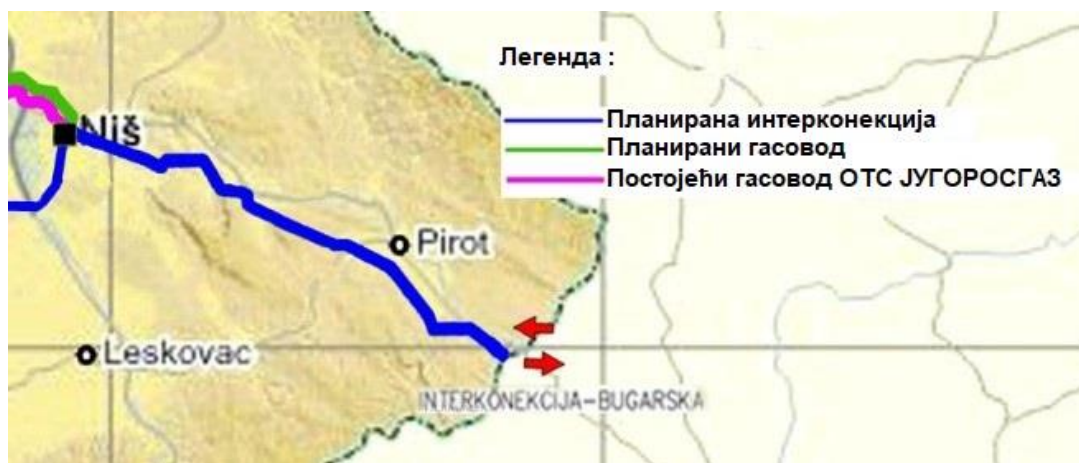 Легенда :
Планирана интерконекција
Планирани гасовод
Постојећи гасовод ОТС ЈУГОРОСГАЗ
Niš
Pirot
Leskovac
INTERKONEKCIJA-BUGARSKA